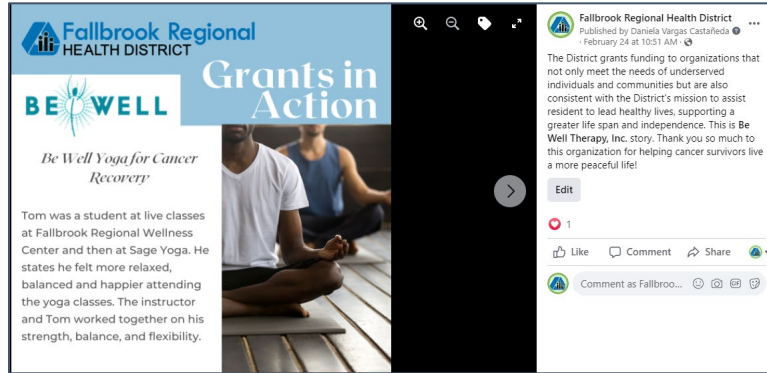 Fallbrook Regional
HEALTH DISTRICT
Grants in
Action
BE WELL
Be Well Yoga for Cancer
Recovery
Tom was a student at live classes
at Fallbrook Regional Wellness
Center and then at Sage Yoga. He
states he felt more relaxed,
balanced and happier attending
the yoga classes. The instructor
and Tom worked together on his
strength, balance, and flexibility.
Fallbrook Regional Health District
Published by Daniela Vargas Castañeda
· February 24 at 10:51 AM ·
The District grants funding to organizations that
not only meet the needs of underserved
individuals and communities but are also
consistent with the District's mission to assist
resident to lead healthy lives, supporting a
greater life span and independence. This is Be
Well Therapy, Inc. story. Thank you so much to
this organization for helping cancer survivors live
a more peaceful life!
Edit
1
Like Comment Share
Comment as Fallbroo... GIF